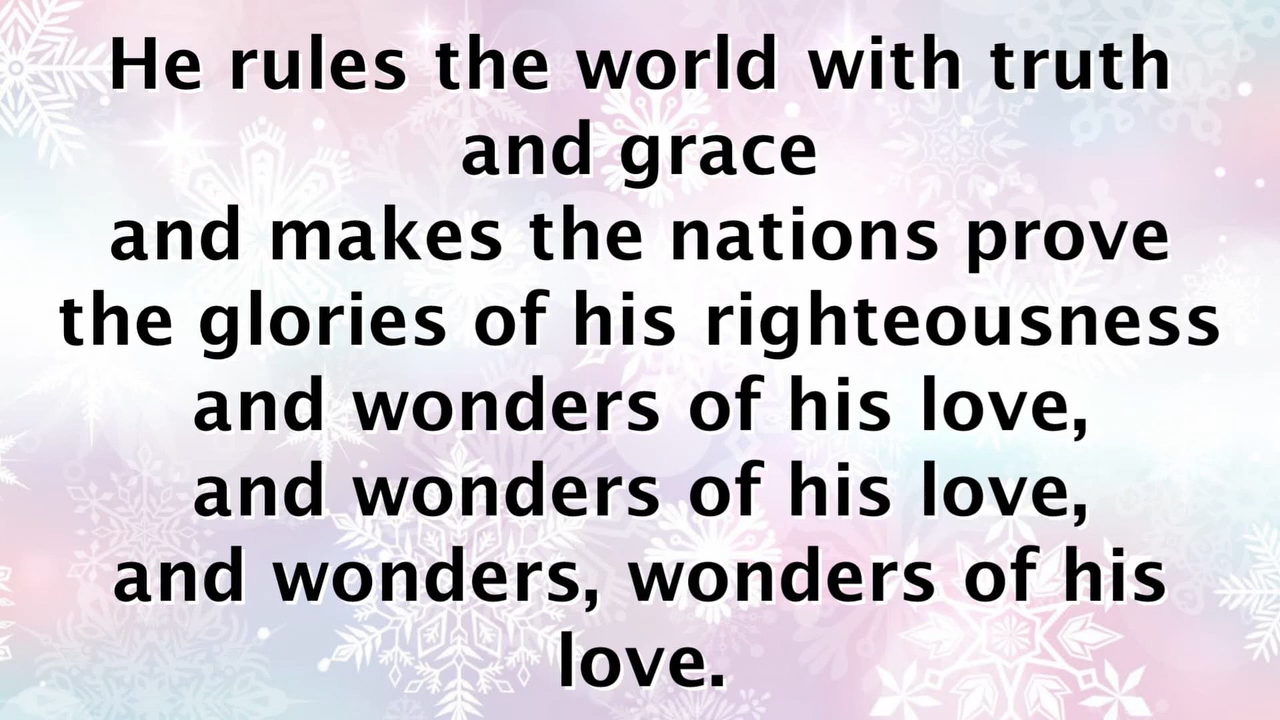 He rules the world with truth
and grace
and makes the nations prove
the glories of his righteousness
and wonders of his love,
and wonders of his love,
and wonders, wonders of his
love.